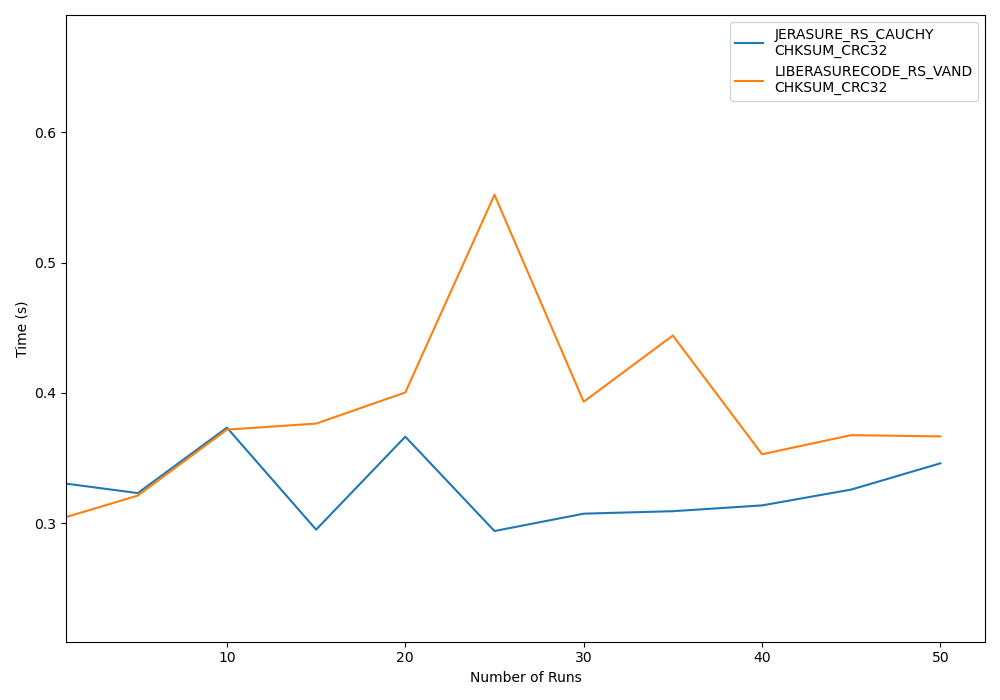 JERASURE_RS_CAUCHY
CHKSUM_CRC32
LIBERASURECODE_RS_VAND
CHKSUM_CRC32
0.6
0.5
0.4
0.3
Time (s)
10 20 30 40 50
Number of Runs